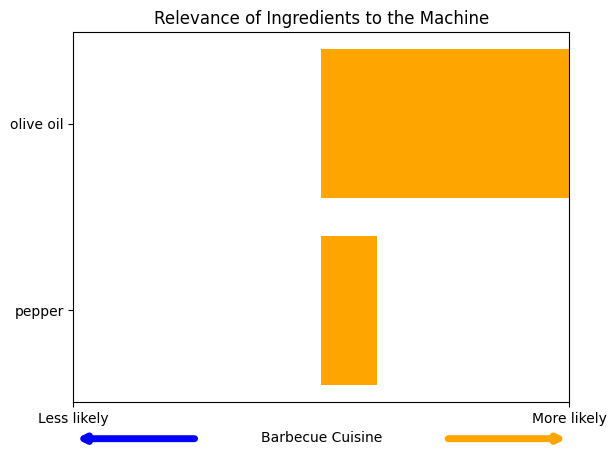 Relevance of Ingredients to the Machine
olive oil
pepper
Less likely
More likely
Barbecue Cuisine